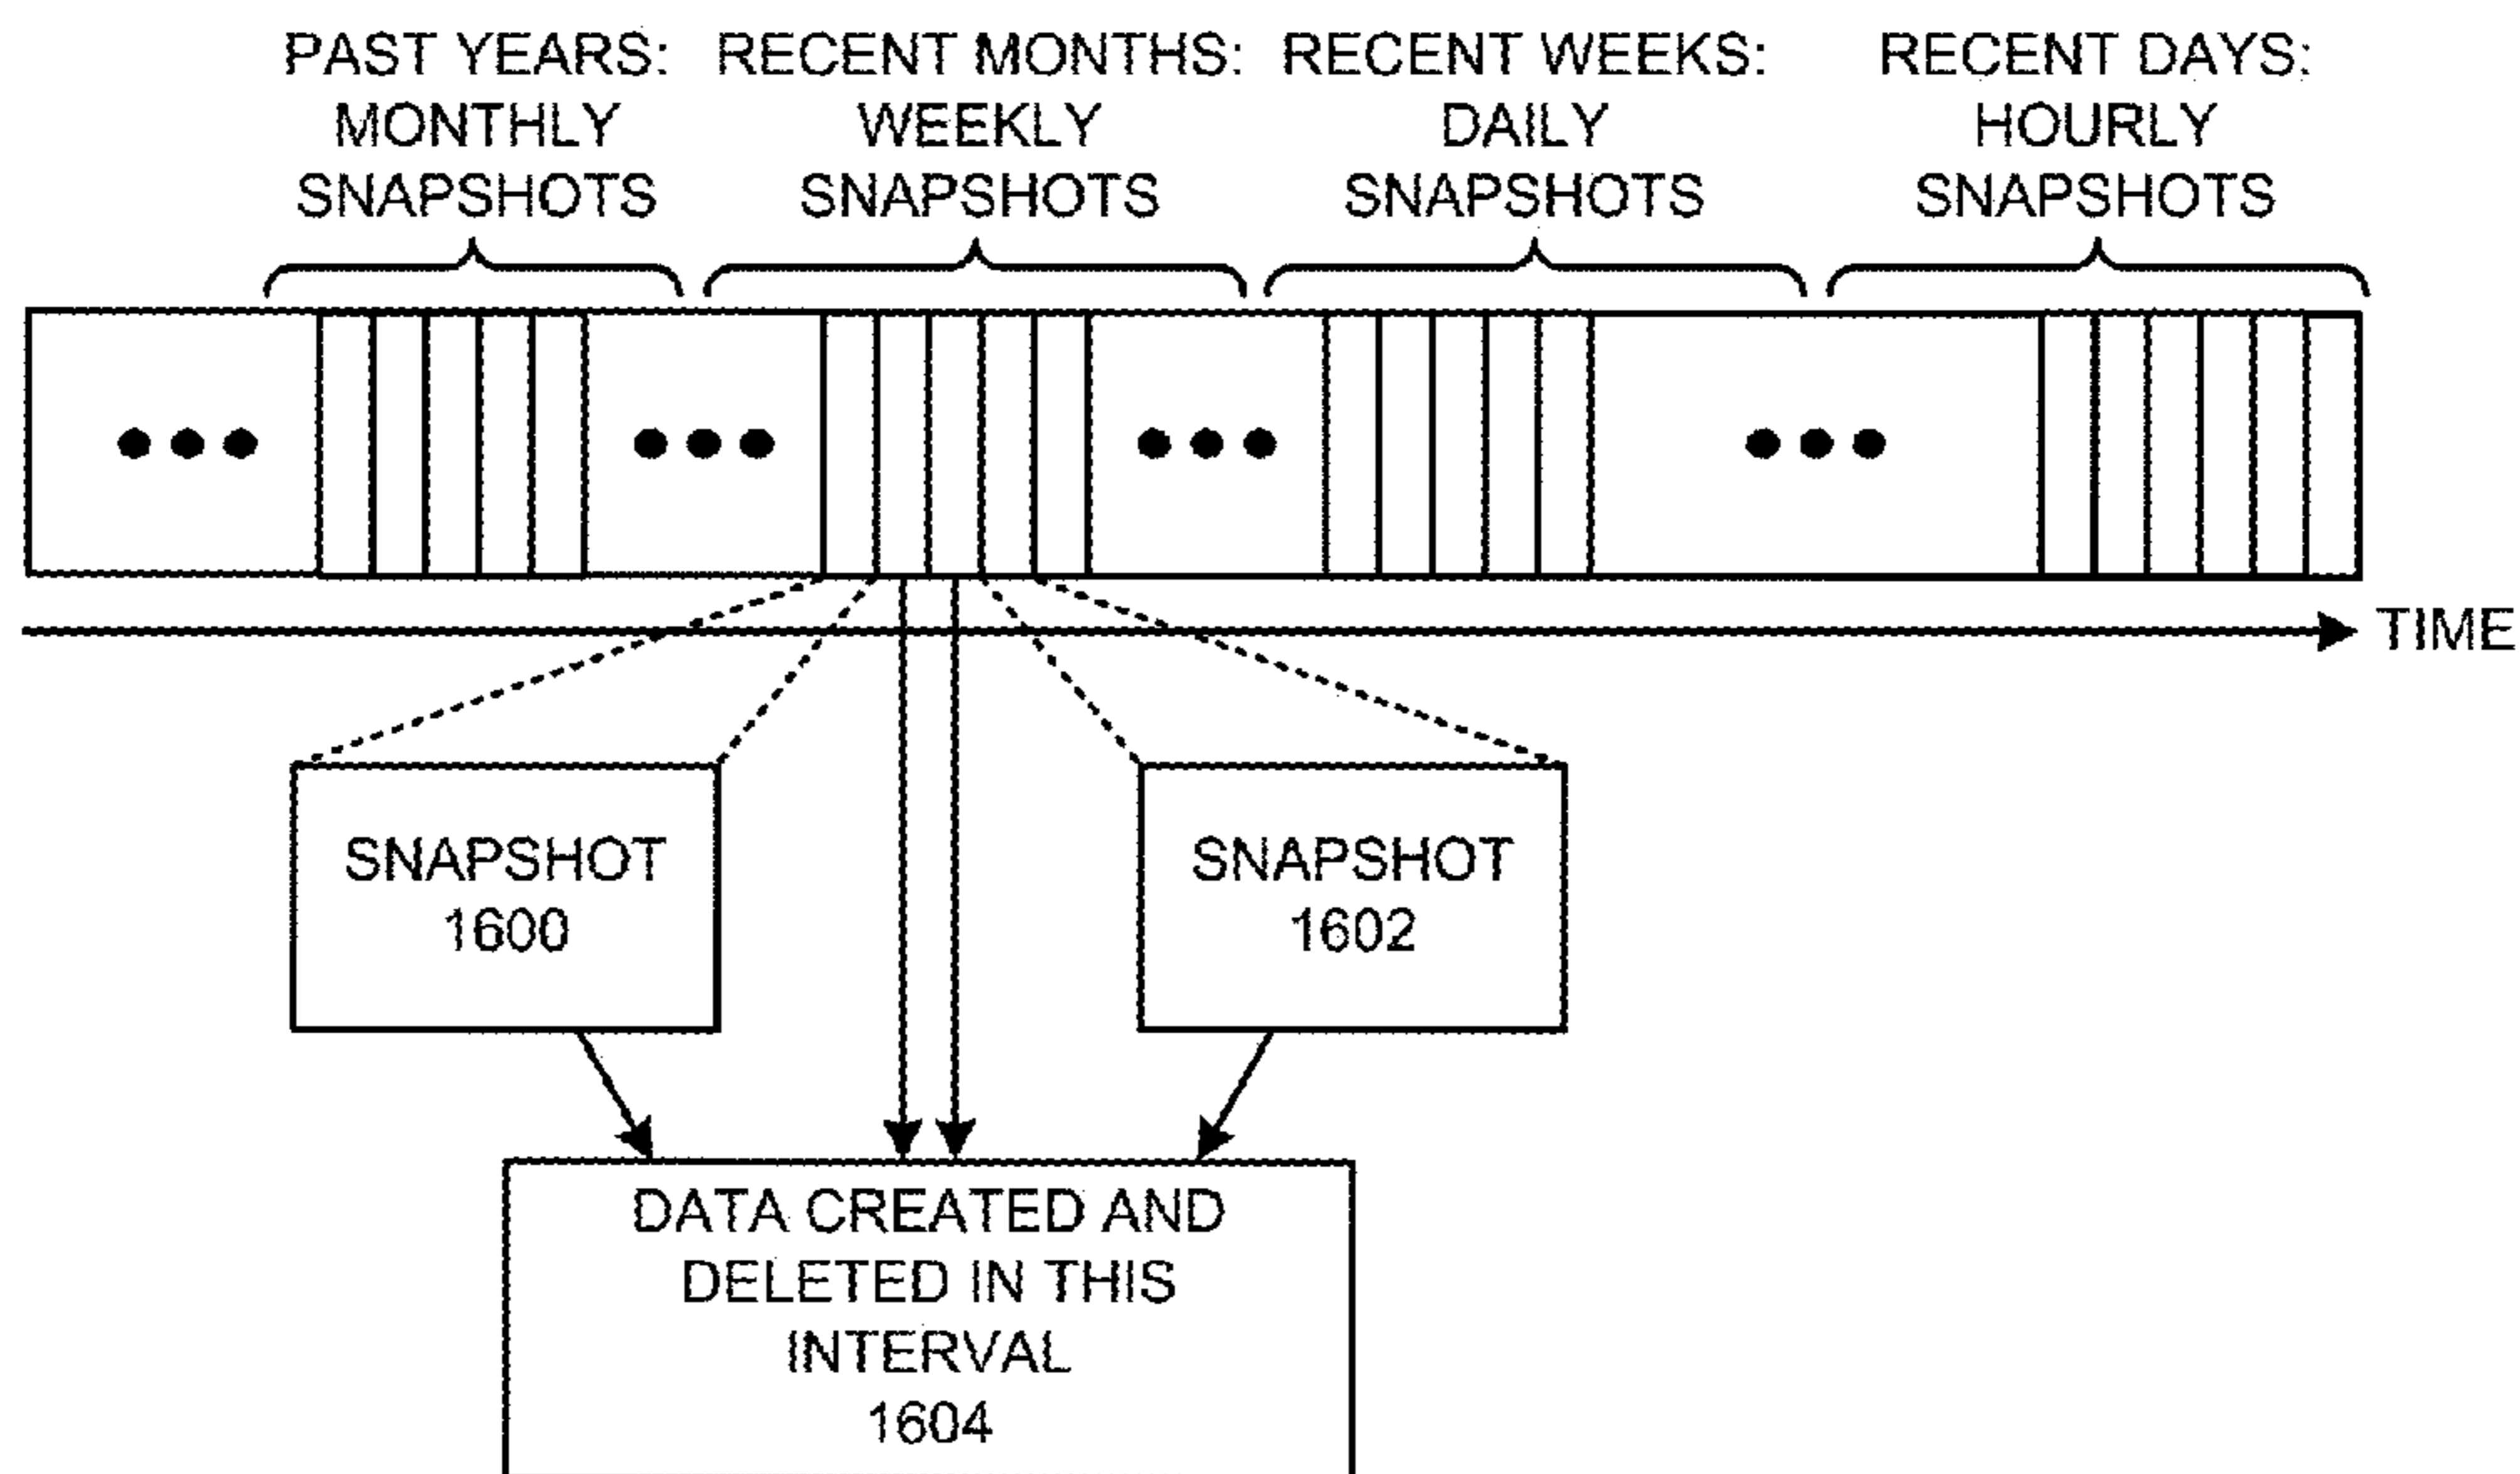 PAST YEARS:
MONTHLY
SNAPSHOTS
RECENT MONTHS:
WEEKLY
SNAPSHOTS
RECENT WEEKS:
DAILY
SNAPSHOTS
RECENT DAYS:
HOURLY
SNAPSHOTS
TIME
SNAPSHOT
1600
SNAPSHOT
1602
DATA CREATED AND
DELETED IN THIS
INTERVAL
1604